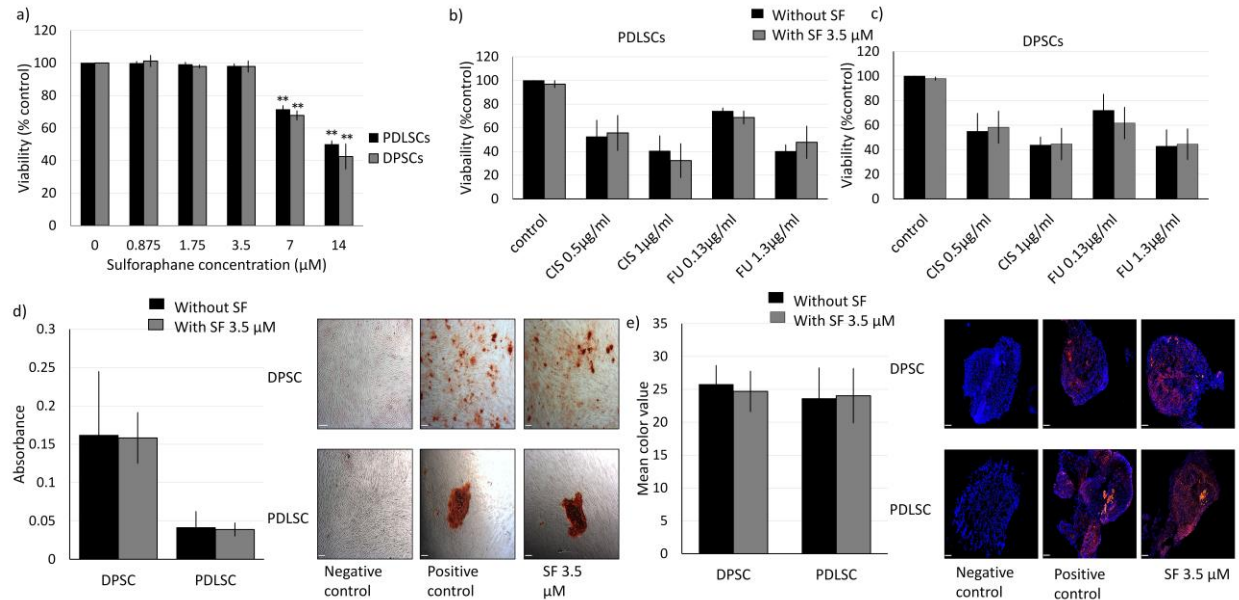 a)
Viability (% control)
120
100
80
60
40
20
0
**
**
**
**
PDLSCs
DPSCs
0 0.875 1.75 3.5 7 14
Sulforaphane concentration (µM)
b)
PDLSCs
Without SF
With SF 3.5 µM
Viabaility (%control)
120
100
80
60
40
20
0
control
CIS 0.5µg/ml
CIS 1µg/ml
FU 0.13µg/ml
FU 1.3µg/ml
c)
DPSCs
Viability (%control)
120
100
80
60
40
20
0
control
CIS 0.5µg/ml
CIS 1µg/ml
FU 0.13µg/ml
FU 1.3µg/ml
d)
Without SF
With SF 3.5 µM
Absorbance
0.3
0.25
0.2
0.15
0.1
0.05
0
DPSC PDLSC
DPSC
PDLSC
Negative
control
Positive
control
SF 3.5
µM
e)
Without SF
With SF 3.5 µM
Mean color value
35
30
25
20
15
10
5
0
DPSC PDLSC
DPSC
PDLSC
Negative
control
Positive
control
SF 3.5 µM